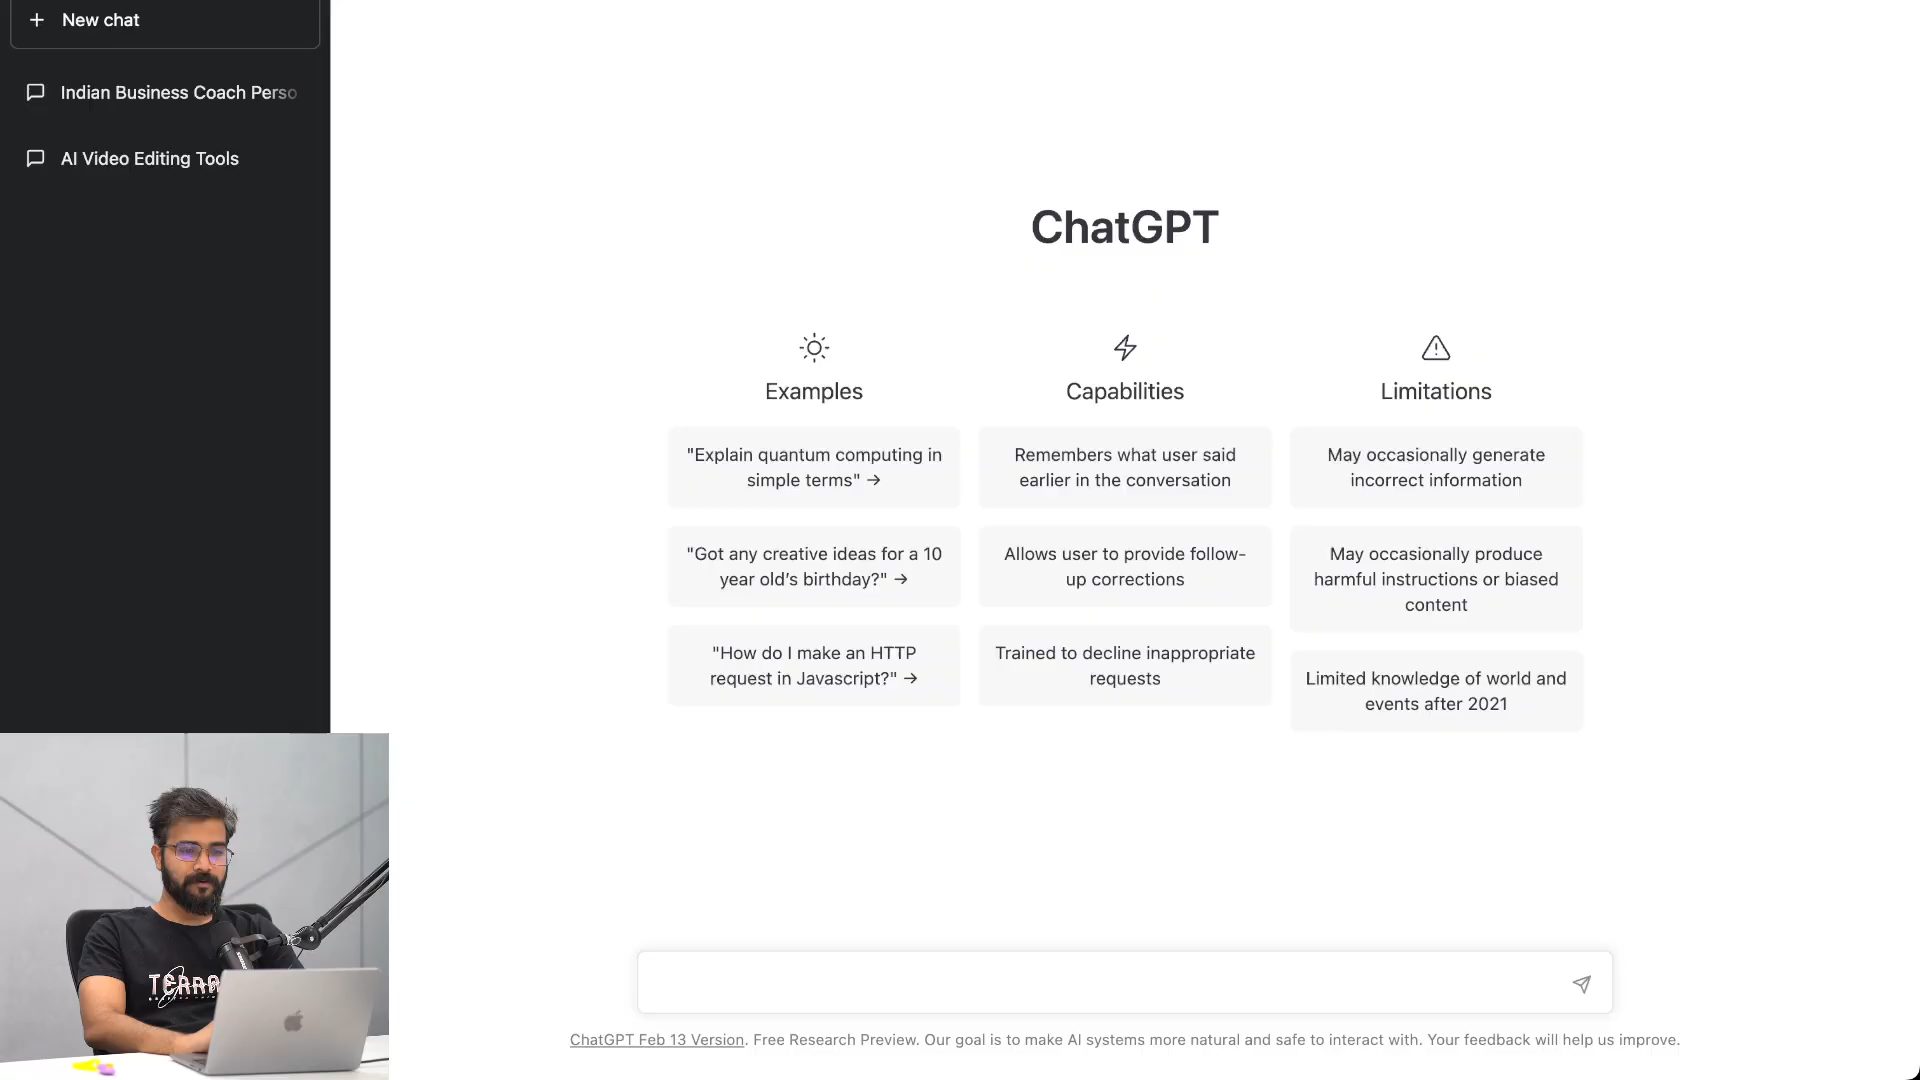 New chat
Indian Business Coach Perso
AI Video Editing Tools
ChatGPT
Examples
"Explain quantum computing in
simple terms" →
"Got any creative ideas for a 10
year old's birthday?" →
"How do I make an HTTP
request in Javascript?" →
Capabilities
Remembers what user said
earlier in the conversation
Allows user to provide follow-
up corrections
Trained to decline inappropriate
requests
Limitations
May occasionally generate
incorrect information
May occasionally produce
harmful instructions or biased
content
Limited knowledge of world and
events after 2021
ChatGPT Feb 13 Version. Free Research Preview. Our goal is to make AI systems more natural and safe to interact with. Your feedback will help us improve.